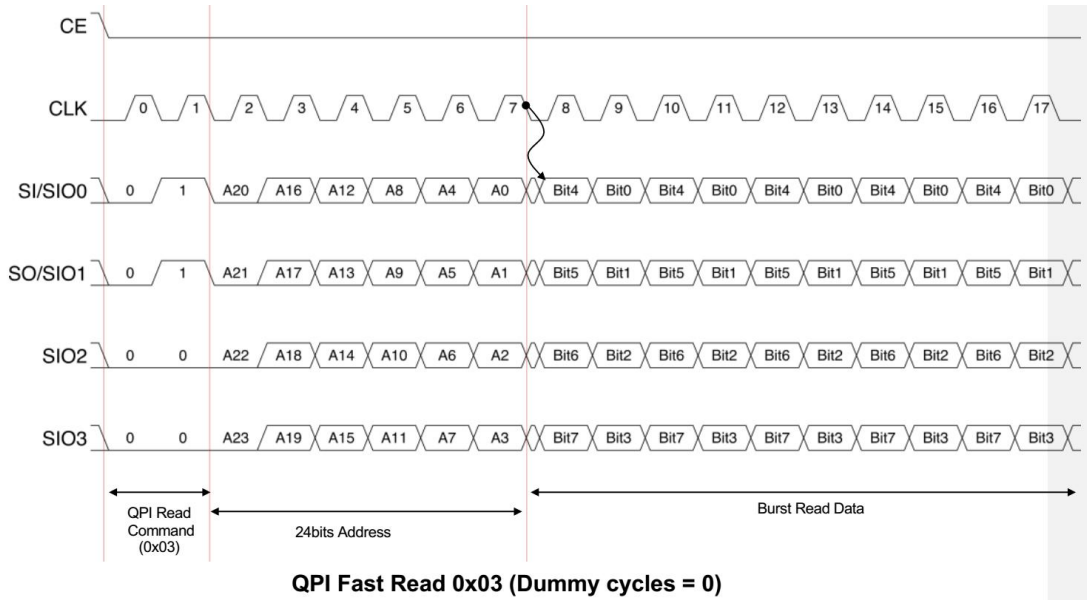 CE
CLK 0 1 2 3 4 5 6 7 8 9 10 11 12 13 14 15 16 17
SI/SIO0 0 1 A20 A16 A12 A8 A4 A0 Bit4 Bit0 Bit4 Bit0 Bit4 Bit0 Bit4 Bit0 Bit4 Bit0
SO/SIO1 0 1 A21 A17 A13 A9 A5 A1 Bit5 Bit1 Bit5 Bit1 Bit5 Bit1 Bit5 Bit1 Bit5 Bit1
SIO2 0 0 A22 A18 A14 A10 A6 A2 Bit6 Bit2 Bit6 Bit2 Bit6 Bit2 Bit6 Bit2 Bit6 Bit2
SIO3 0 0 A23 A19 A15 A11 A7 A3 Bit7 Bit3 Bit7 Bit3 Bit7 Bit3 Bit7 Bit3 Bit7 Bit3
QPI Read
Command
(0x03)
24bits Address
Burst Read Data
QPI Fast Read 0x03 (Dummy cycles = 0)